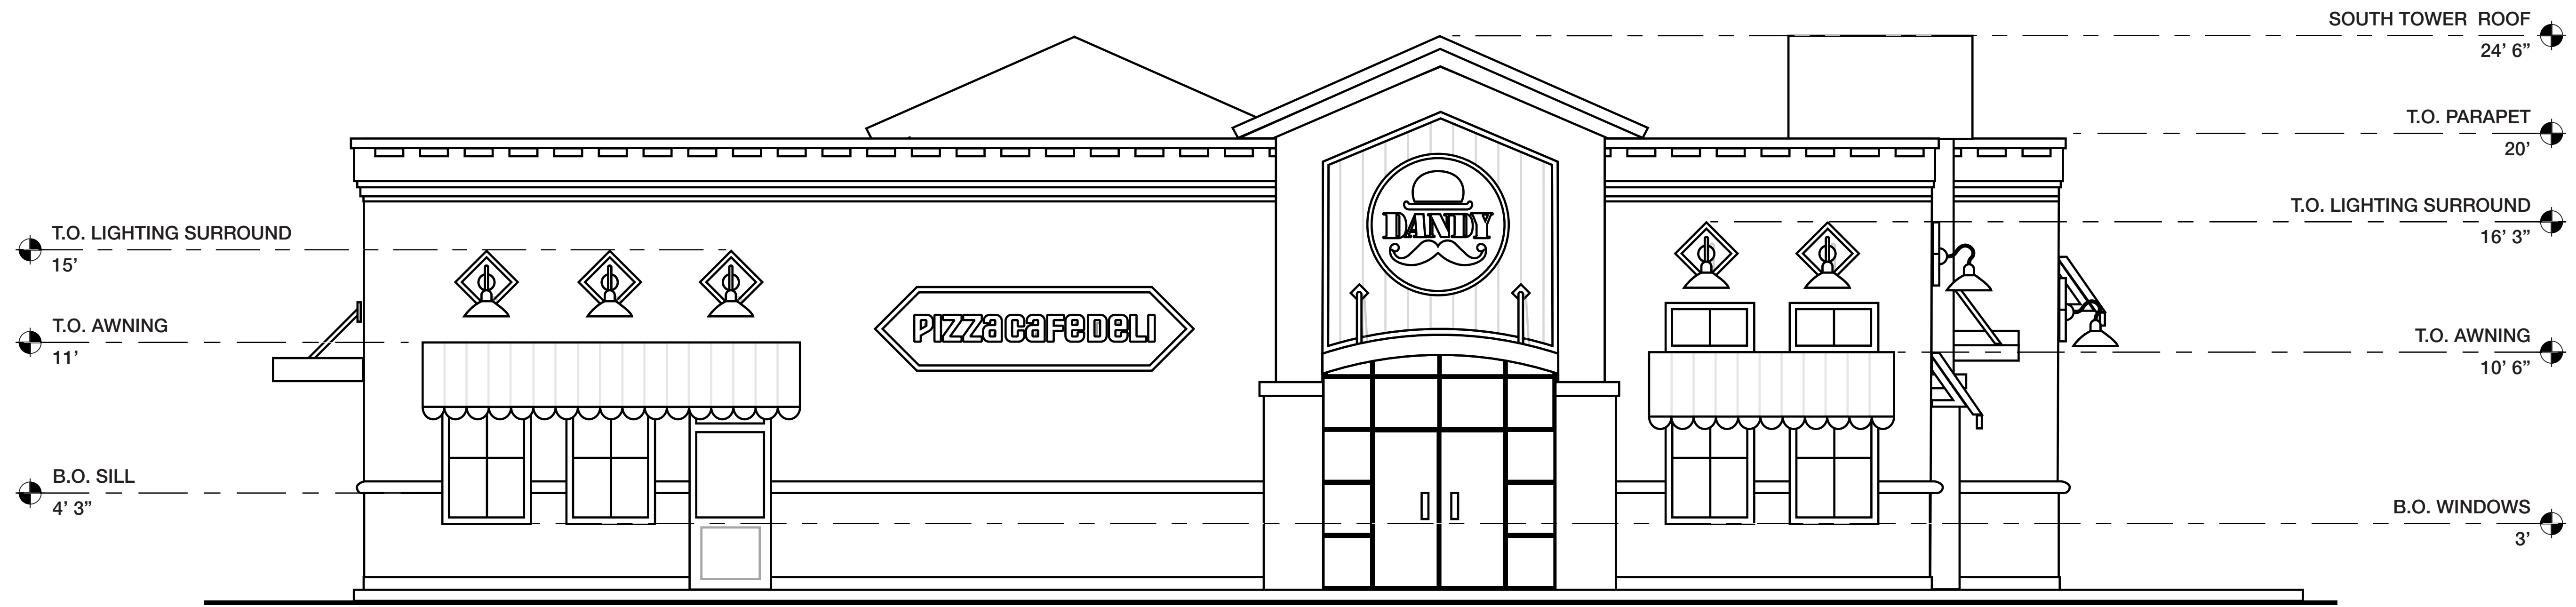 SOUTH TOWER  ROOF
24’ 6”
T.O. PARAPET
20’
T.O. LIGHTING SURROUND
16’ 3”
T.O. LIGHTING SURROUND
15’
DANDY
T.O. AWNING
11’
PIZZacaFeDeLI
T.O. AWNING
10’ 6”
B.O. SILL
4’ 3”
B.O. WINDOWS
3’